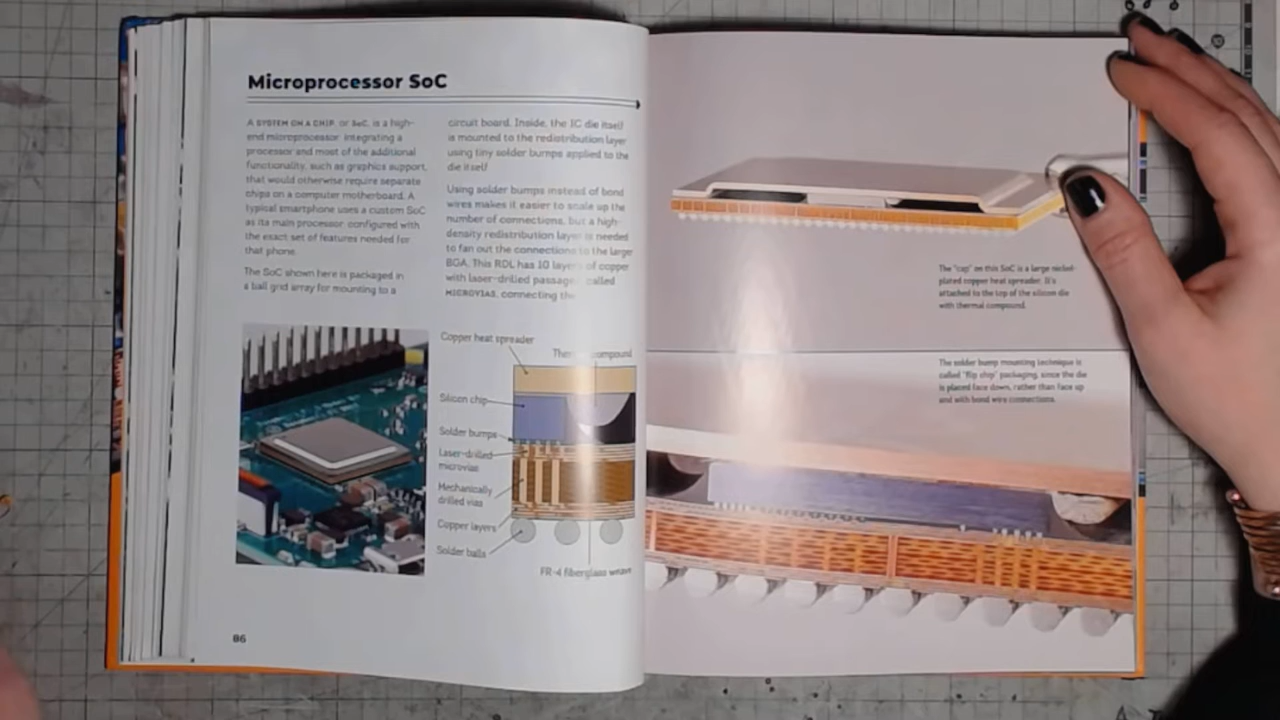 Microprocessor SoC
A SYSTEM ON A CHIP, or SoC, is a high-
end microprocessor integrating a
processor and most of the additional
functionality, such as graphics support,
that would otherwise require separate
chips on a computer motherboard. A
typical smartphone uses a custom SoC
as its main processor configured with
the exact set of features needed for
that phone.
The SoC shown here is packaged in
a ball grid array for mounting to a
circuit board. Inside, the IC die itself
is mounted to the redistribution layer
using tiny solder bumps applied to the
die itself
Using solder bumps instead of bond
wires makes it easier to scale up the
number of connections, but a high-
density redistribution layer is needed
to fan out the connections to the larger
BGA. This RDL has 10 layers of copper
with laser-drilled passages, called
MICROVIAS, connecting the
Copper heat spreader
compound
Silicon chip
Solder bumps
Laser-drilled
microvias
Mechanically
drilled vias
Copper layers
Solder balls
FR-4 fiberglass weave
86
The "cap" on this SoC is a large nickel-
plated copper heat spreader. It's
attached to the top of the silicon die
with thermal compound.
The solder bump mounting technique is
called "flip chip" packaging, since the die
is placed face down, rather than face up
and with bond wire connections.